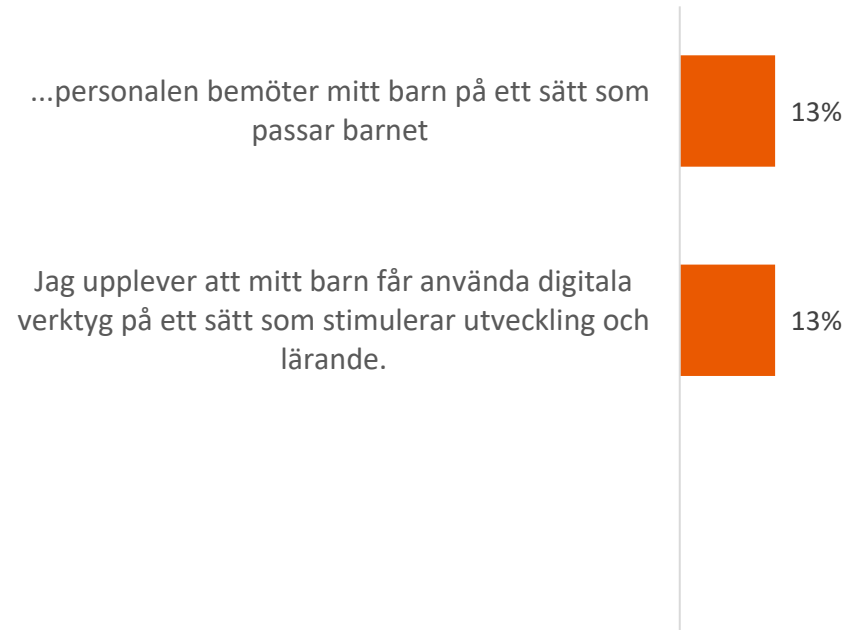 ...personalen bemöter mitt barn på ett sätt som
passar barnet
13%
Jag upplever att mitt barn får använda digitala
verktyg på ett sätt som stimulerar utveckling och
lärande.
13%